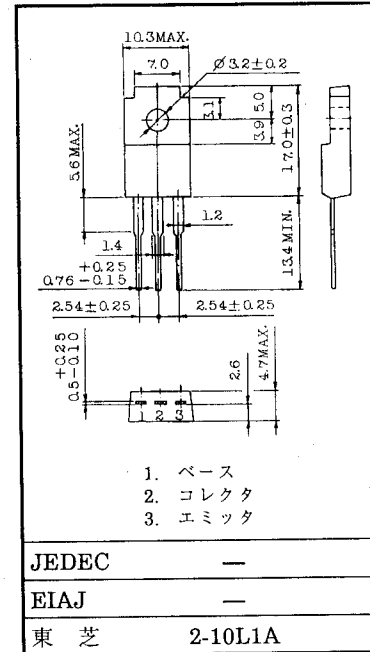 10.3MAX.
7.0
Ø3.2±0.2
3.1
5.0
3.9
17.0±0.3
5.6MAX.
1.2
1.4
+0.25
0.76−0.15
13.4MIN.
2.54±0.25
2.54±0.25
+0.25
0.5−0.10
2.6
4.7MAX.
1 2 3
1. ベース
2. コレクタ
3. エミッタ
JEDEC —
EIAJ —
東 芝 2-10L1A